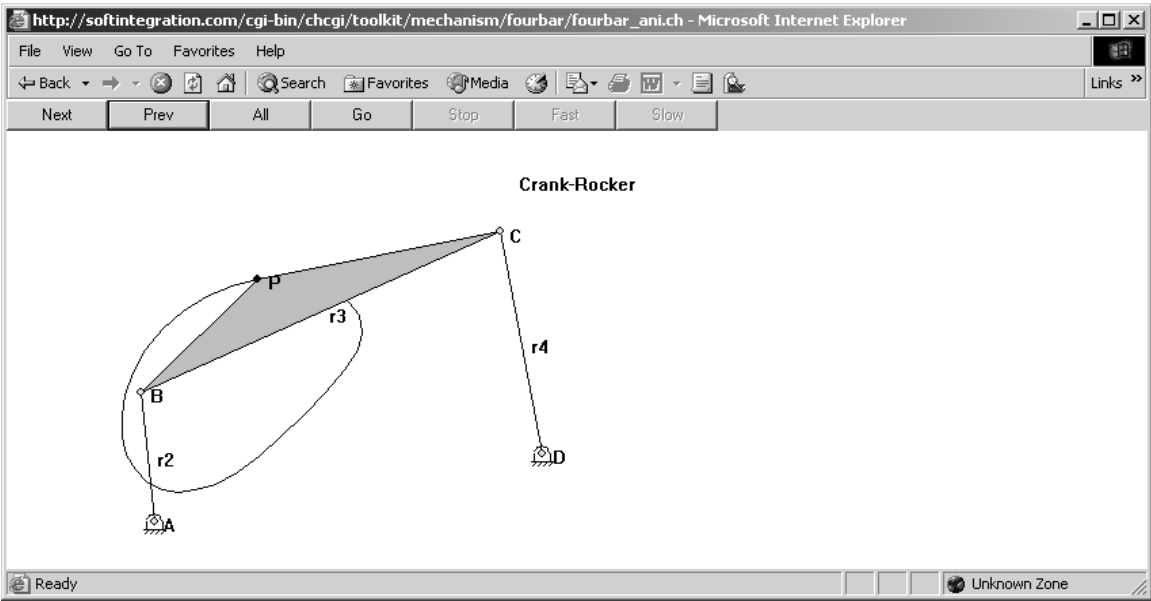 http://softintegration.com/cgi-bin/chcgi/toolkit/mechanism/fourbar/fourbar_ani.ch - Microsoft Internet Explorer
File View Go To Favorites Help
Back Search Favorites Media Links »
Next Prev All Go Stop Fast Slow
Crank-Rocker
C
P
r3
r4
B
r2
D
A
Ready Unknown Zone